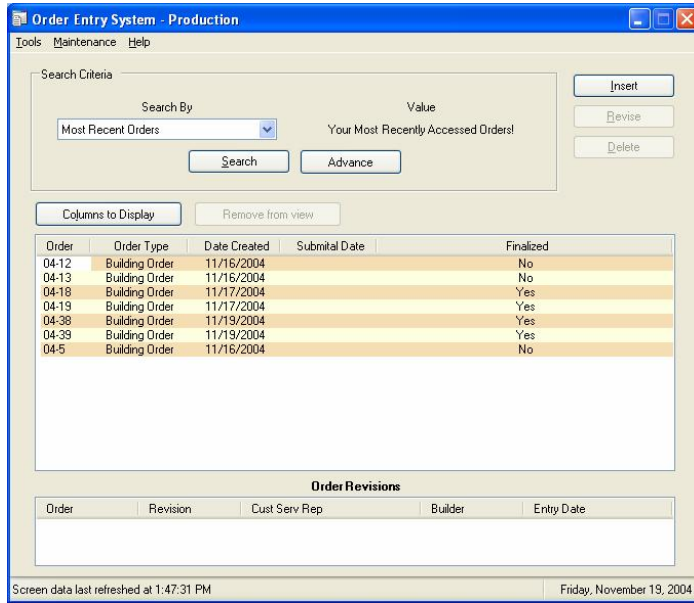 Order Entry System - Production
Tools Maintenance Help
Search Criteria
Search By Value
Most Recent Orders Your Most Recently Accessed Orders!
Search Advance
Insert
Revise
Delete
Columns to Display Remove from view
Order Order Type Date Created Submital Date Finalized
04-12 Building Order 11/16/2004 No
04-13 Building Order 11/16/2004 No
04-18 Building Order 11/17/2004 Yes
04-19 Building Order 11/17/2004 Yes
04-38 Building Order 11/19/2004 Yes
04-39 Building Order 11/19/2004 Yes
04-5 Building Order 11/16/2004 No
Order Revisions
Order Revision Cust Serv Rep Builder Entry Date
Screen data last refreshed at 1:47:31 PM Friday, November 19, 2004